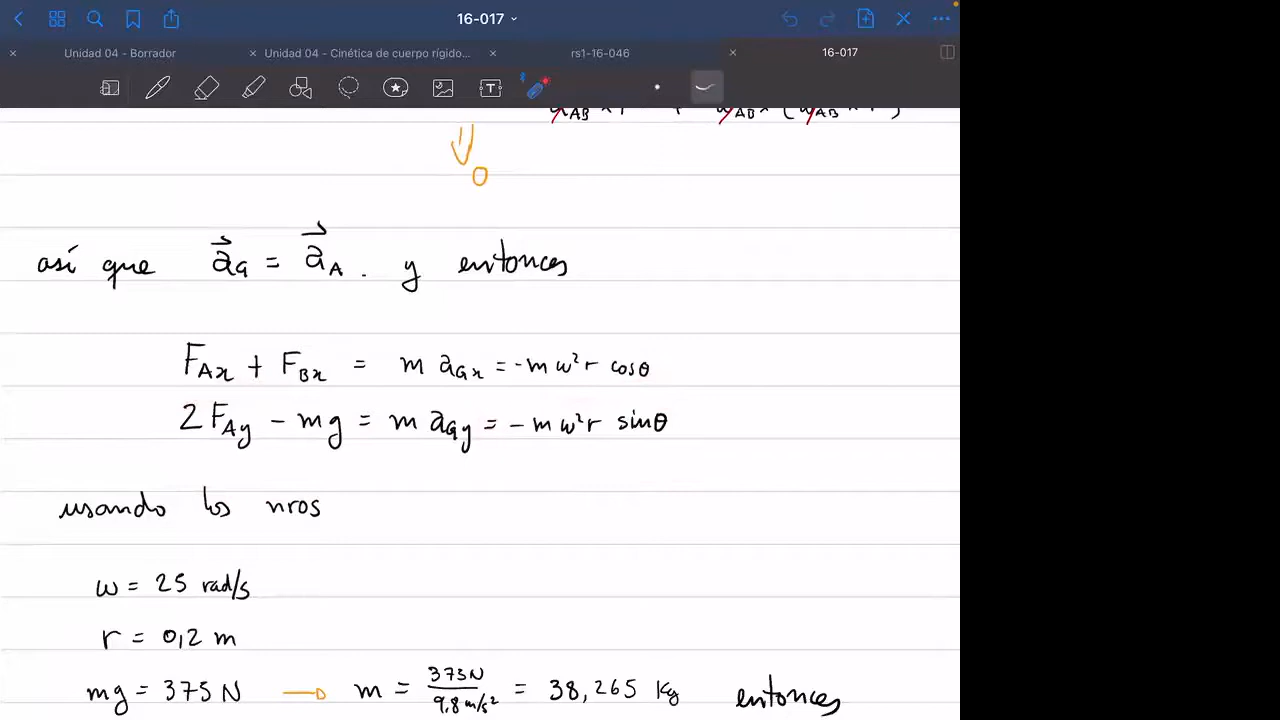 16-017
Unidad 04 - Borrador
Unidad 04 - Cinética de cuerpo rígido...
rs1-16-046
16-017
0
así que a⃗G = a⃗A . y entonces
FAx + FBx = m aGx = -m ω²r cosθ
2 FAy - mg = m aGy = - m ω²r sinθ
usando los nros
ω = 25 rad/s
r = 0,2 m
mg = 375 N → m = 375N / 9,8 m/s² = 38,265 Kg entonces